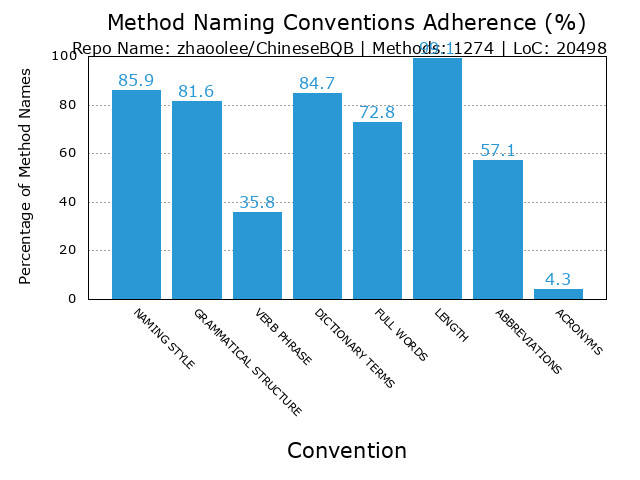 Method Naming Conventions Adherence (%)
Repo Name: zhaoolee/ChineseBQB | Methods: 1274 | LoC: 20498
Percentage of Method Names
100
80
60
40
20
0
85.9
81.6
35.8
84.7
72.8
99.1
57.1
4.3
NAMING STYLE
GRAMMATICAL STRUCTURE
VERB PHRASE
DICTIONARY TERMS
FULL WORDS
LENGTH
ABBREVIATIONS
ACRONYMS
Convention